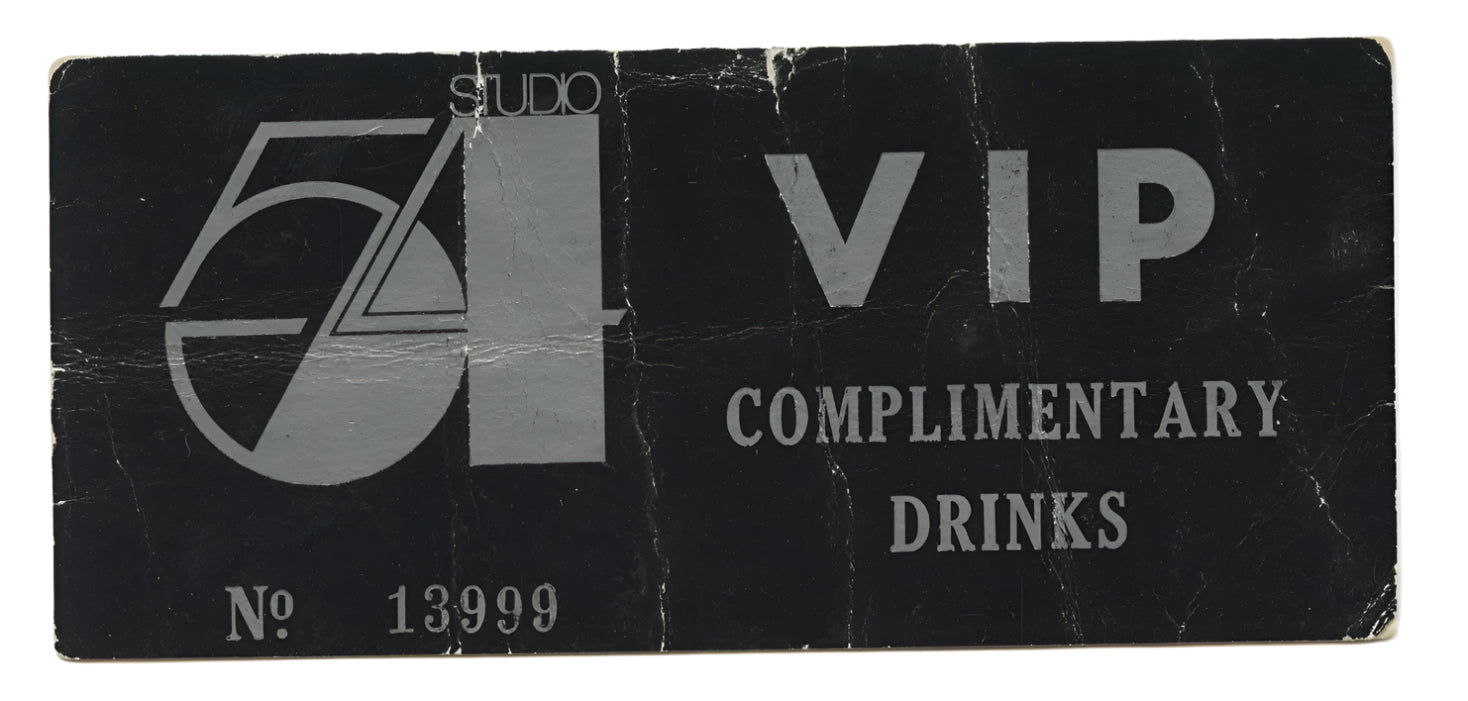 STUDIO
54
VIP
COMPLIMENTARY
DRINKS
Nº 13999